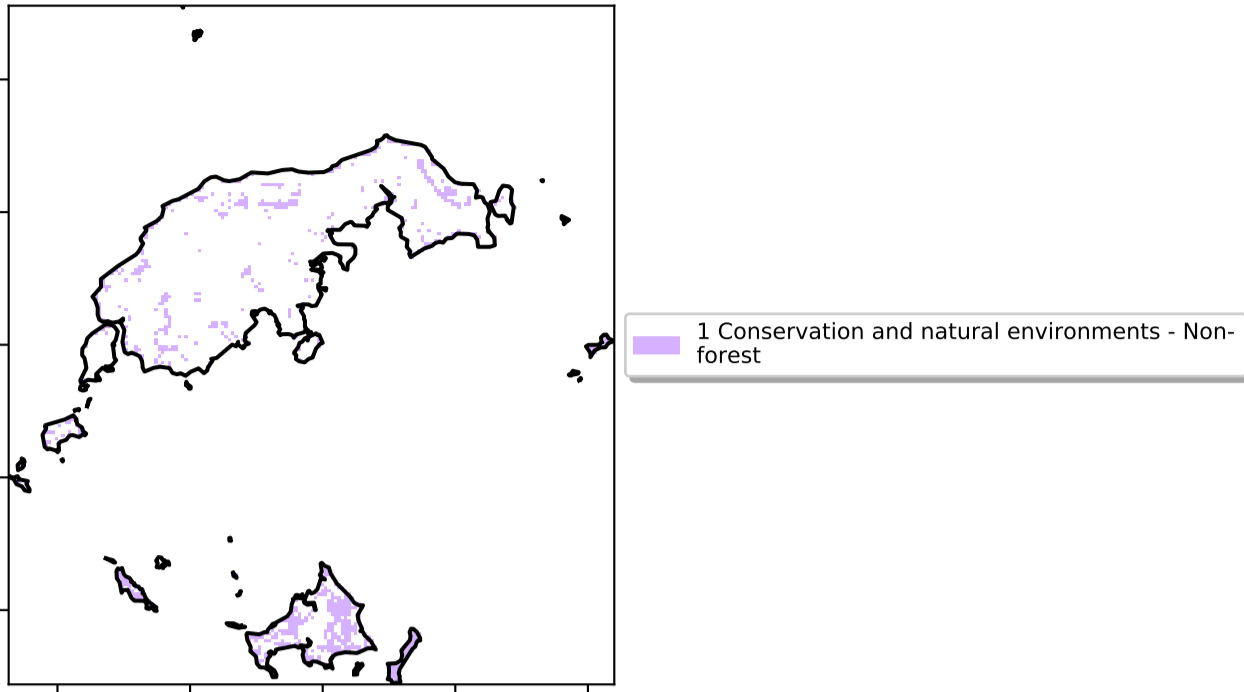 1 Conservation and natural environments - Non-
forest